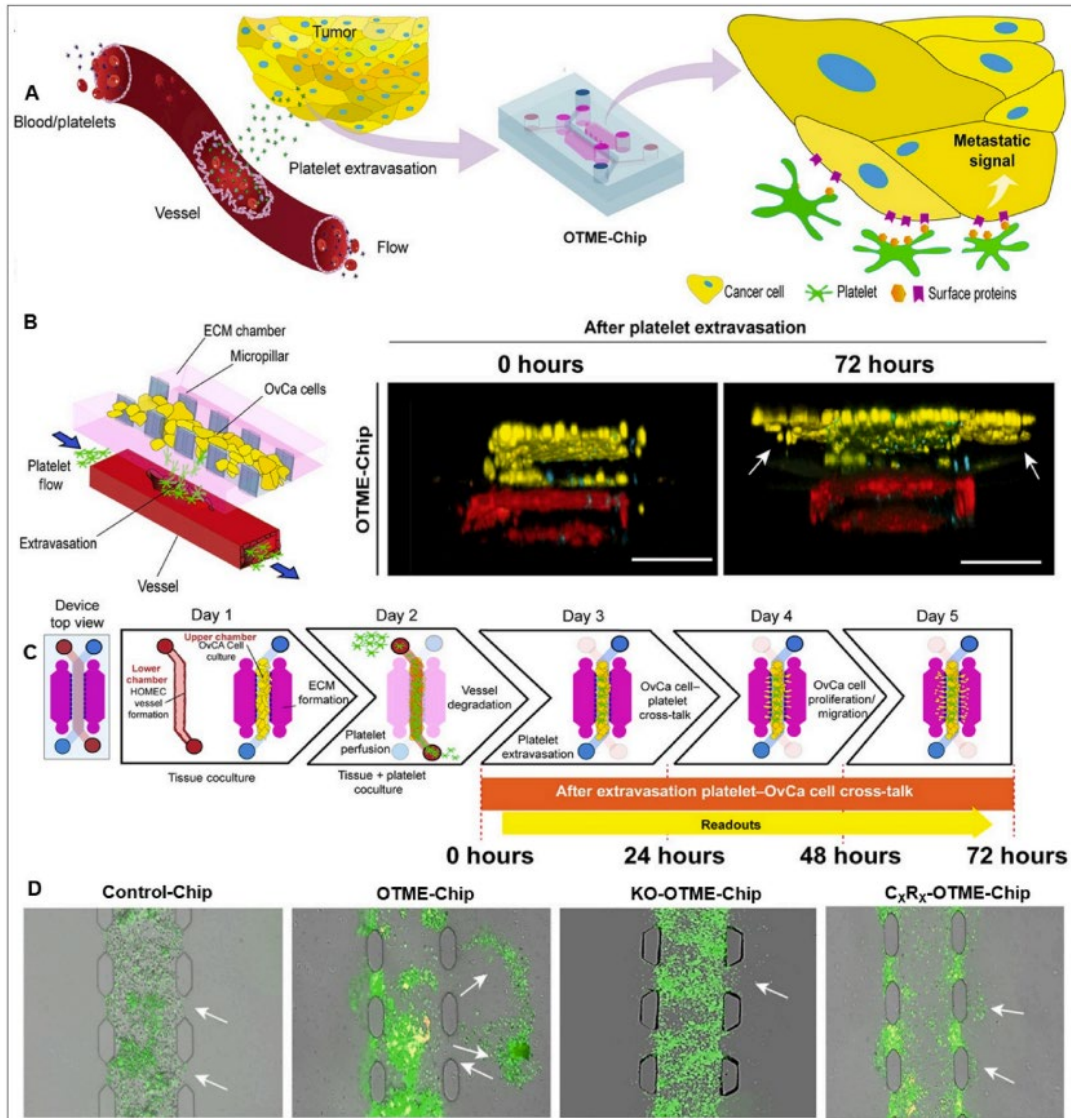 A
Tumor
Blood/platelets
Platelet extravasation
Vessel
Flow
OTME-Chip
Metastatic
signal
Cancer cell
Platelet
Surface proteins
B
ECM chamber
Micropillar
OvCa cells
Platelet
flow
Extravasation
Vessel
After platelet extravasation
0 hours
72 hours
OTME-Chip
C
Device
top view
Day 1
Day 2
Day 3
Day 4
Day 5
Lower
chamber
HOMEC
vessel
formation
Upper chamber
OvCA Cell
culture
ECM
formation
Tissue coculture
Platelet
perfusion
Vessel
degradation
Tissue + platelet
coculture
Platelet
extravasation
OvCa cell–
platelet
cross-talk
OvCa cell
proliferation/
migration
After extravasation platelet–OvCa cell cross-talk
Readouts
0 hours
24 hours
48 hours
72 hours
D
Control-Chip
OTME-Chip
KO-OTME-Chip
CxRx-OTME-Chip